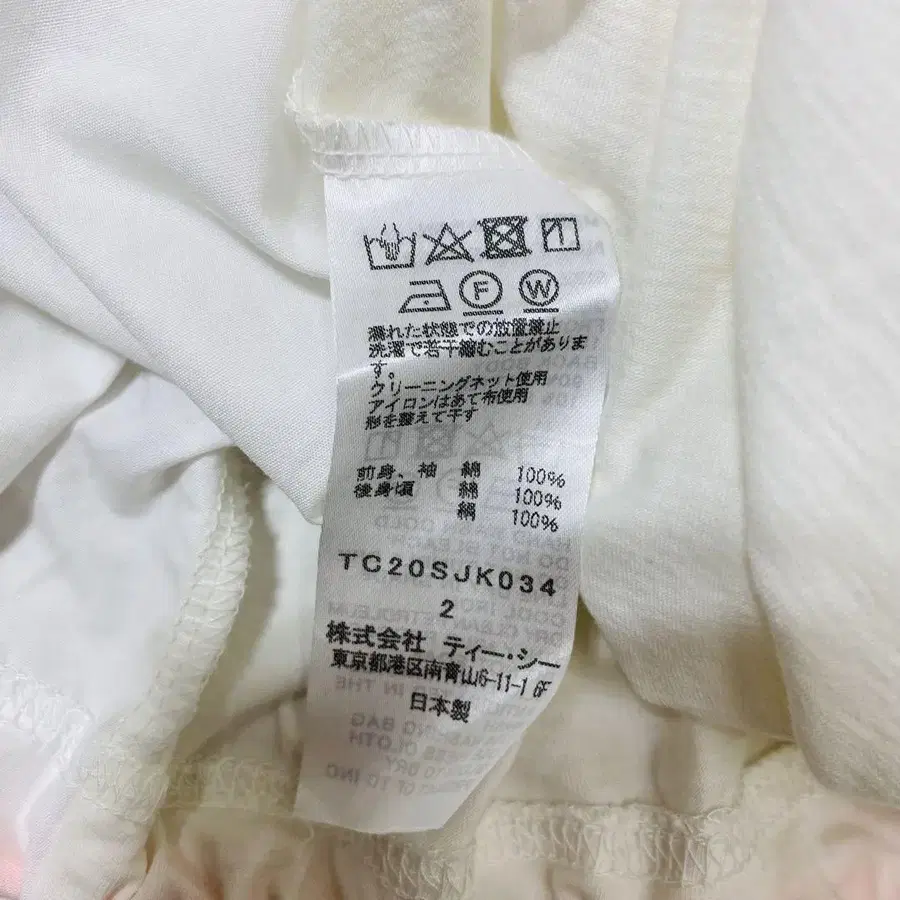 F W
濡れた状態での放置禁止
洗濯で若干縮むことがありま
す。
クリーニングネット使用
アイロンはあて布使用
形を整えて干す
前身、袖 綿 100%
後身頃 綿 100%
絹 100%
TC20SJK034
2
株式会社 ティー・シー
東京都港区南青山6-11-1 6F
日本製